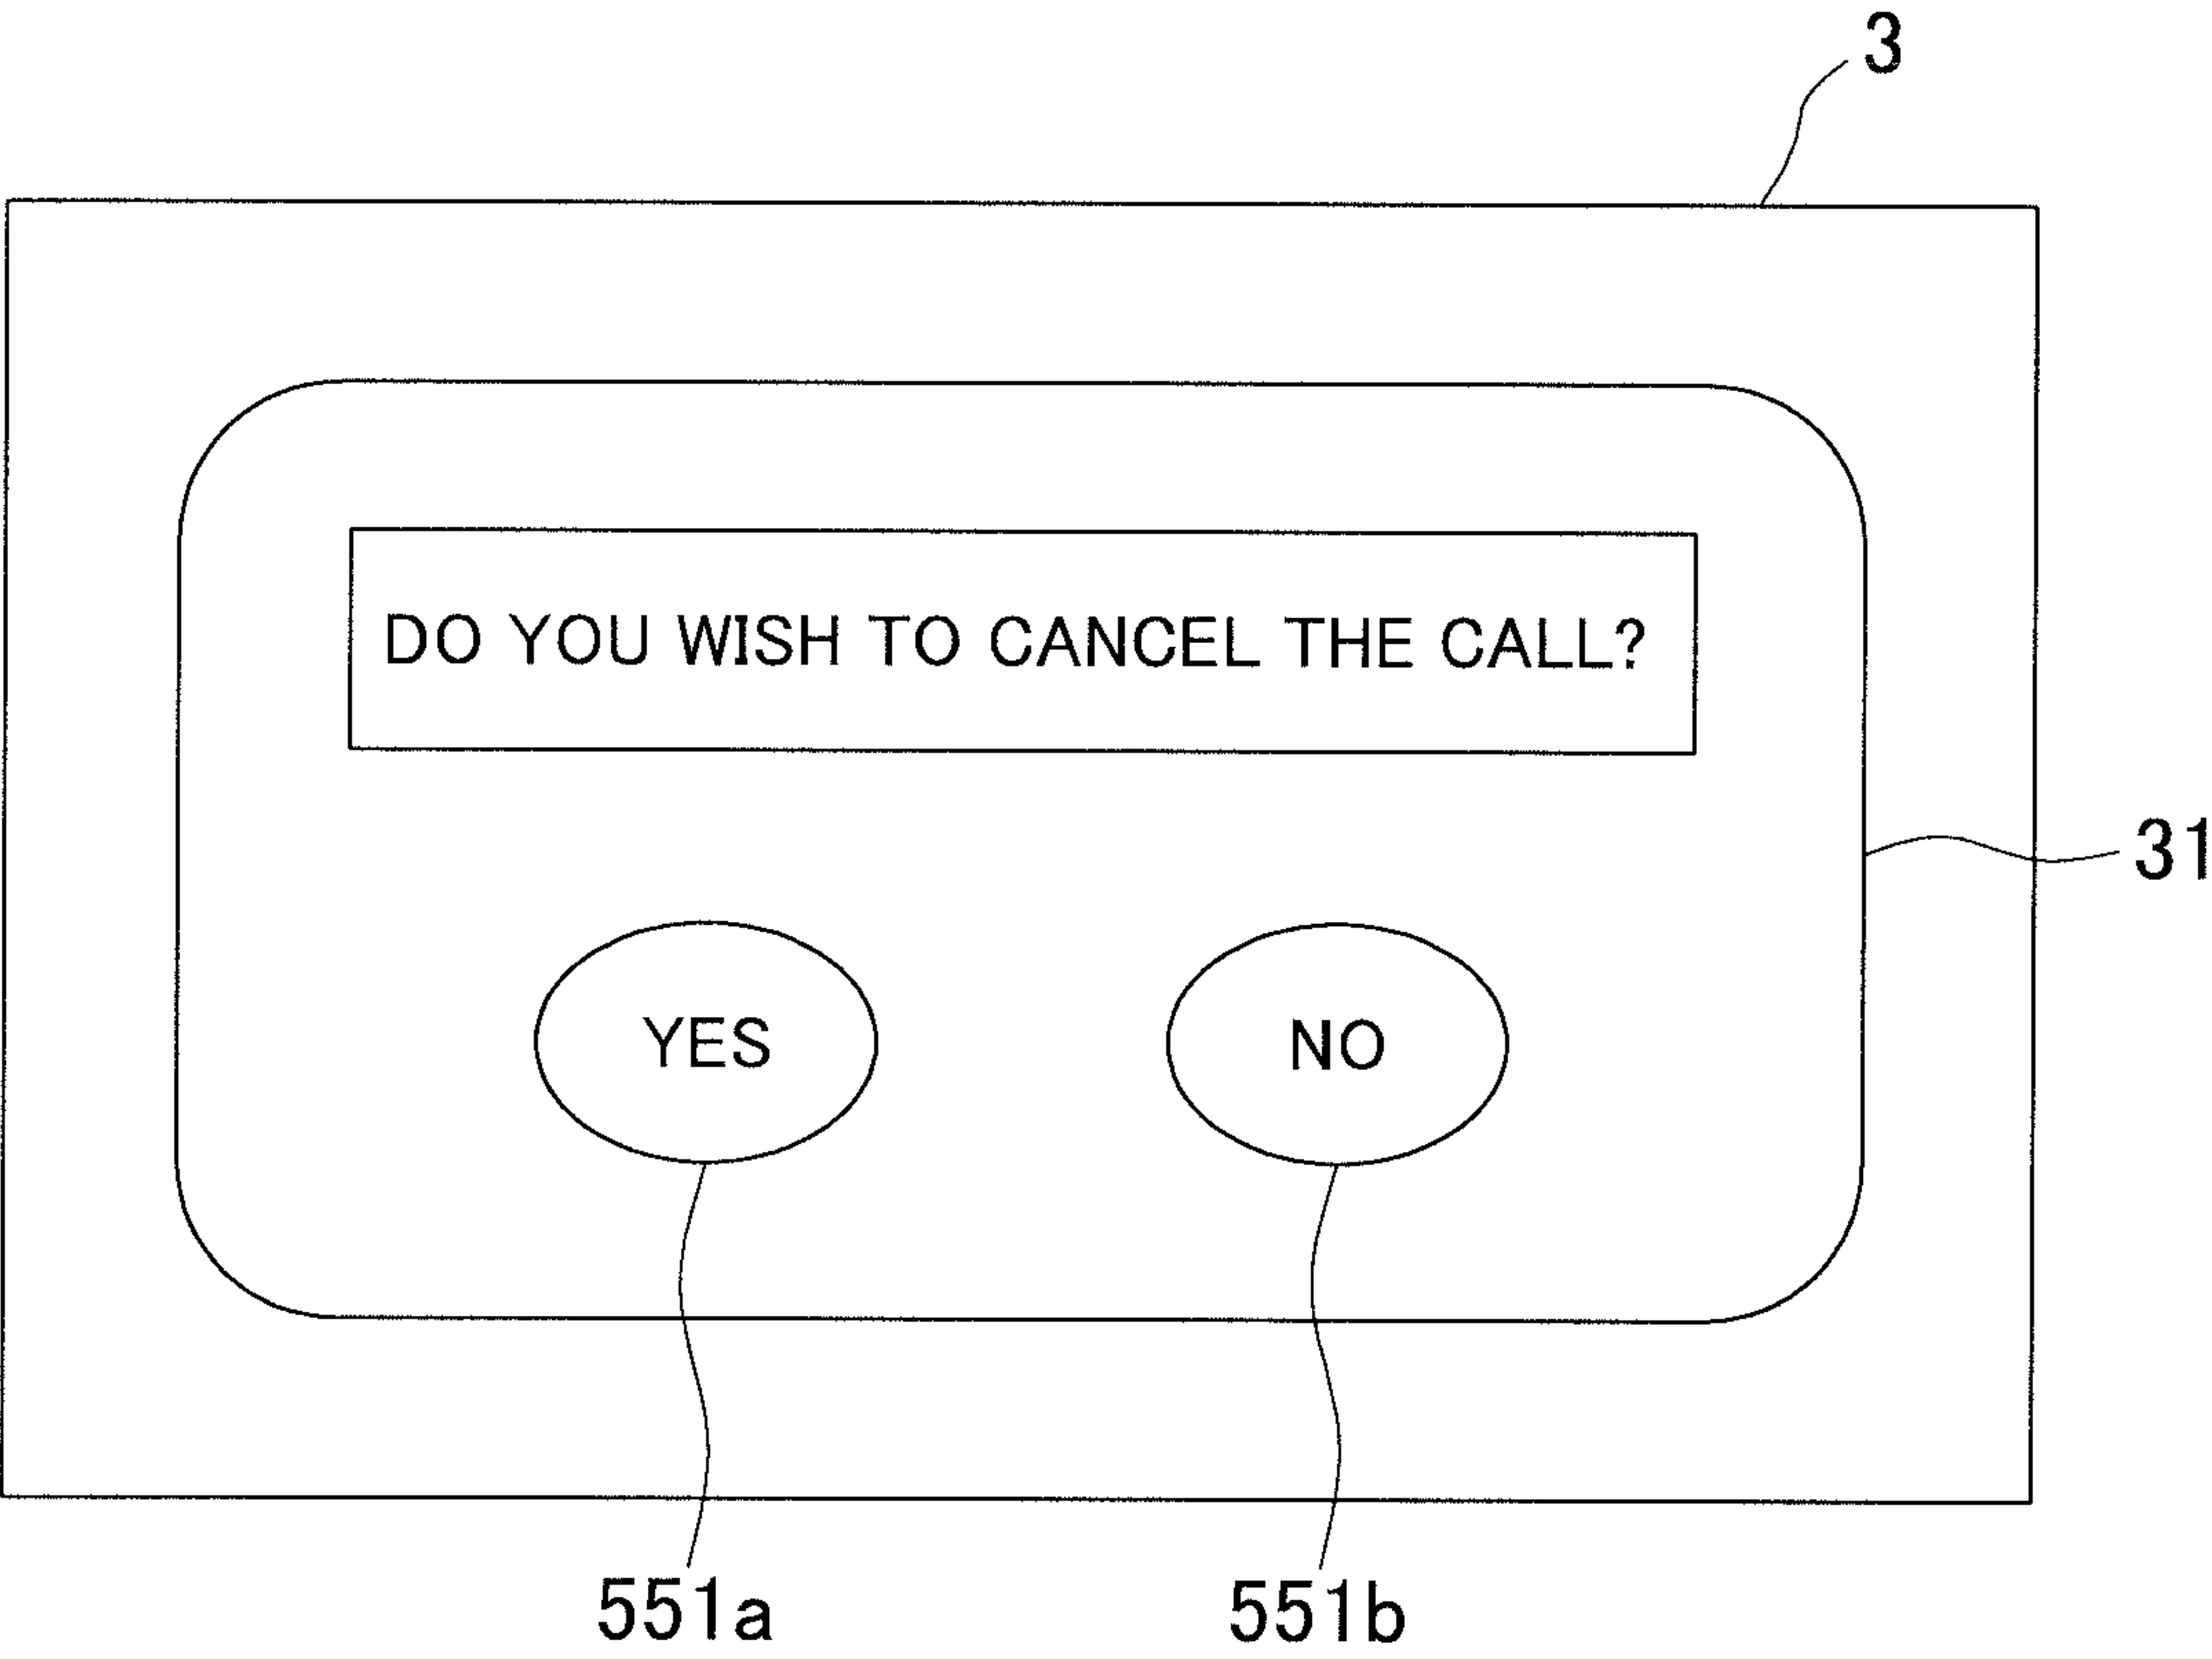 3
DO YOU WISH TO CANCEL THE CALL?
31
YES NO
551a 551b